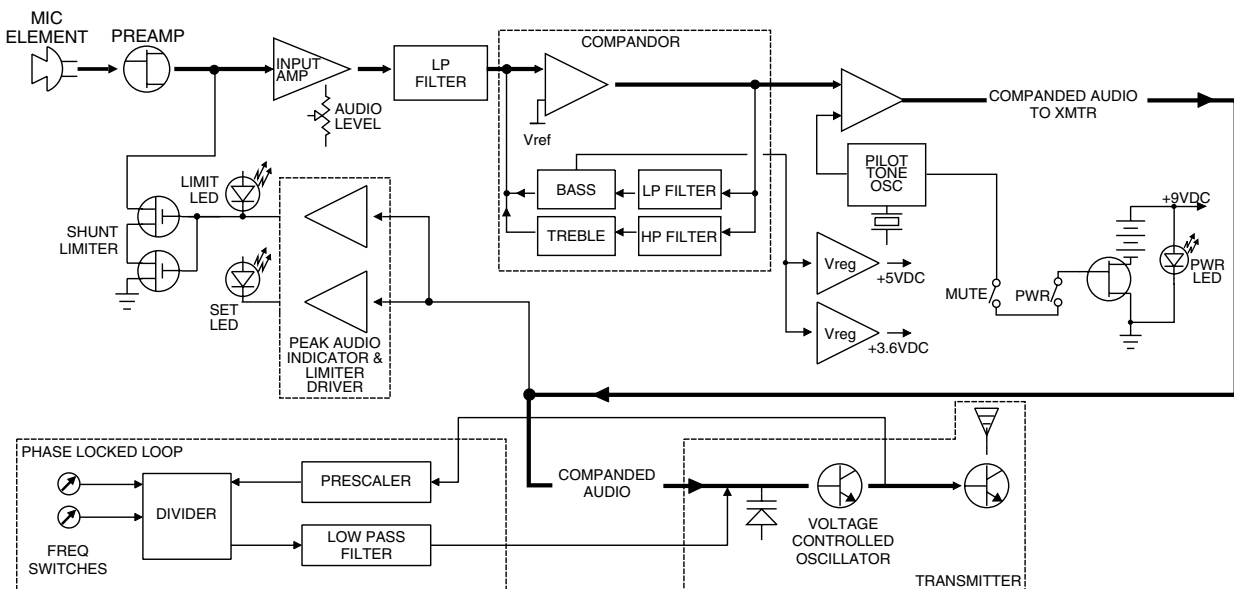 MIC
ELEMENT
PREAMP
INPUT
AMP
AUDIO
LEVEL
LP
FILTER
COMPANDOR
Vref
BASS
LP FILTER
TREBLE
HP FILTER
COMPANDED AUDIO
TO XMTR
PILOT
TONE
OSC
Vreg
+5VDC
Vreg
+3.6VDC
MUTE
PWR
+9VDC
PWR
LED
LIMIT
LED
SHUNT
LIMITER
SET
LED
PEAK AUDIO
INDICATOR &
LIMITER
DRIVER
PHASE LOCKED LOOP
FREQ
SWITCHES
DIVIDER
PRESCALER
LOW PASS
FILTER
COMPANDED
AUDIO
VOLTAGE
CONTROLLED
OSCILLATOR
TRANSMITTER